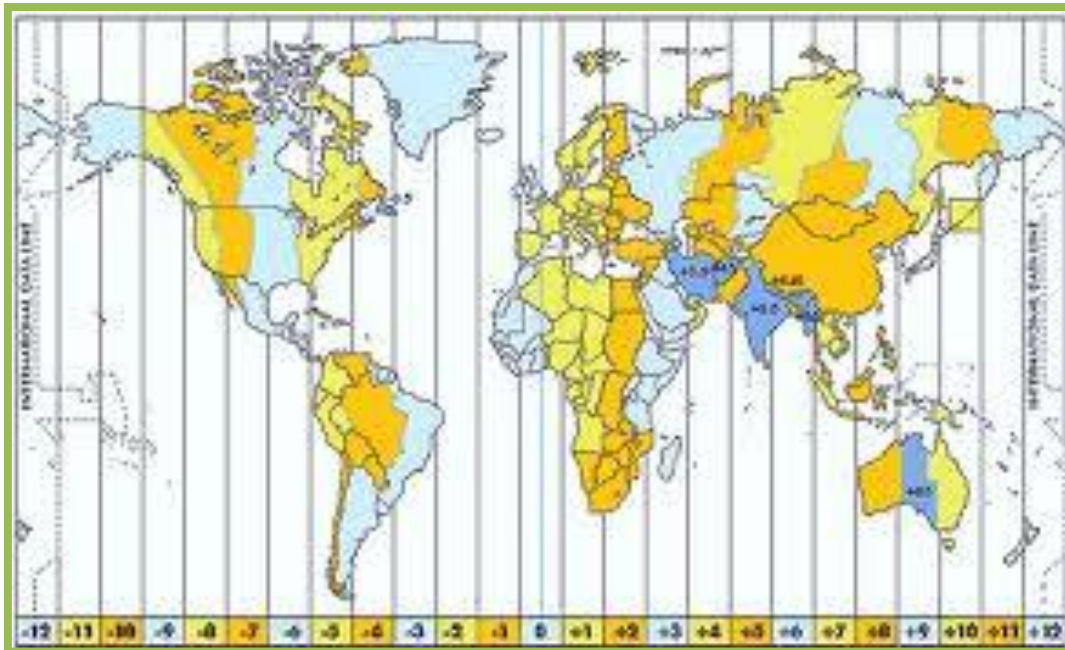 INTERNATIONAL DATE LINE
INTERNATIONAL DATE LINE
+3.5
+5.5
-12 -11 -10 -9 -8 -7 -6 -5 -4 -3 -2 -1 0 +1 +2 +3 +4 +5 +6 +7 +8 +9 +10 +11 +12